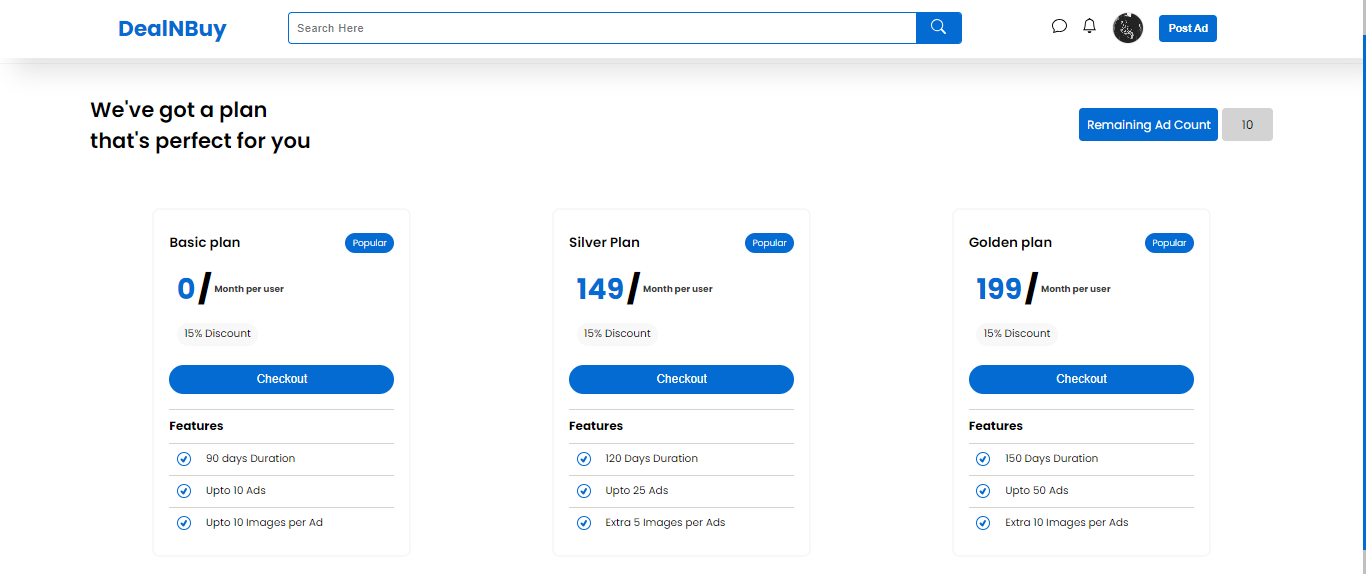 DealNBuy
Search Here
Post Ad
We've got a plan
that's perfect for you
Remaining Ad Count
10
Basic plan
Popular
0/ Month per user
15% Discount
Checkout
Features
90 days Duration
Upto 10 Ads
Upto 10 Images per Ad
Silver Plan
Popular
149/ Month per user
15% Discount
Checkout
Features
120 Days Duration
Upto 25 Ads
Extra 5 Images per Ads
Golden plan
Popular
199/ Month per user
15% Discount
Checkout
Features
150 Days Duration
Upto 50 Ads
Extra 10 Images per Ads